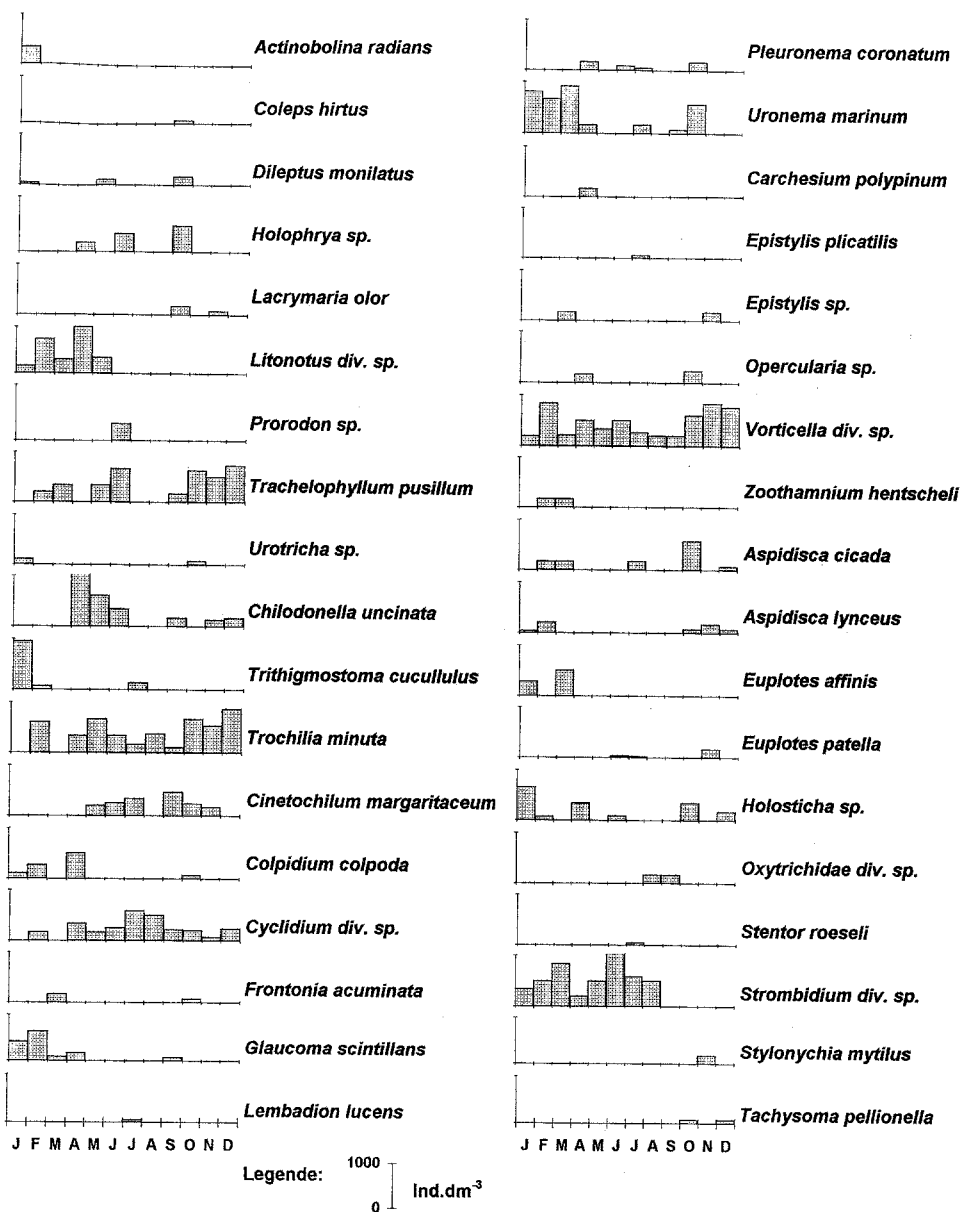 Actinobolina radians
Coleps hirtus
Dileptus monilatus
Holophrya sp.
Lacrymaria olor
Litonotus div. sp.
Prorodon sp.
Trachelophyllum pusillum
Urotricha sp.
Chilodonella uncinata
Trithigmostoma cucullulus
Trochilia minuta
Cinetochilum margaritaceum
Colpidium colpoda
Cyclidium div. sp.
Frontonia acuminata
Glaucoma scintillans
Lembadion lucens
J F M A M J J A S O N D
Pleuronema coronatum
Uronema marinum
Carchesium polypinum
Epistylis plicatilis
Epistylis sp.
Opercularia sp.
Vorticella div. sp.
Zoothamnium hentscheli
Aspidisca cicada
Aspidisca lynceus
Euplotes affinis
Euplotes patella
Holosticha sp.
Oxytrichidae div. sp.
Stentor roeseli
Strombidium div. sp.
Stylonychia mytilus
Tachysoma pellionella
J F M A M J J A S O N D
Legende:
1000
0
Ind.dm-3